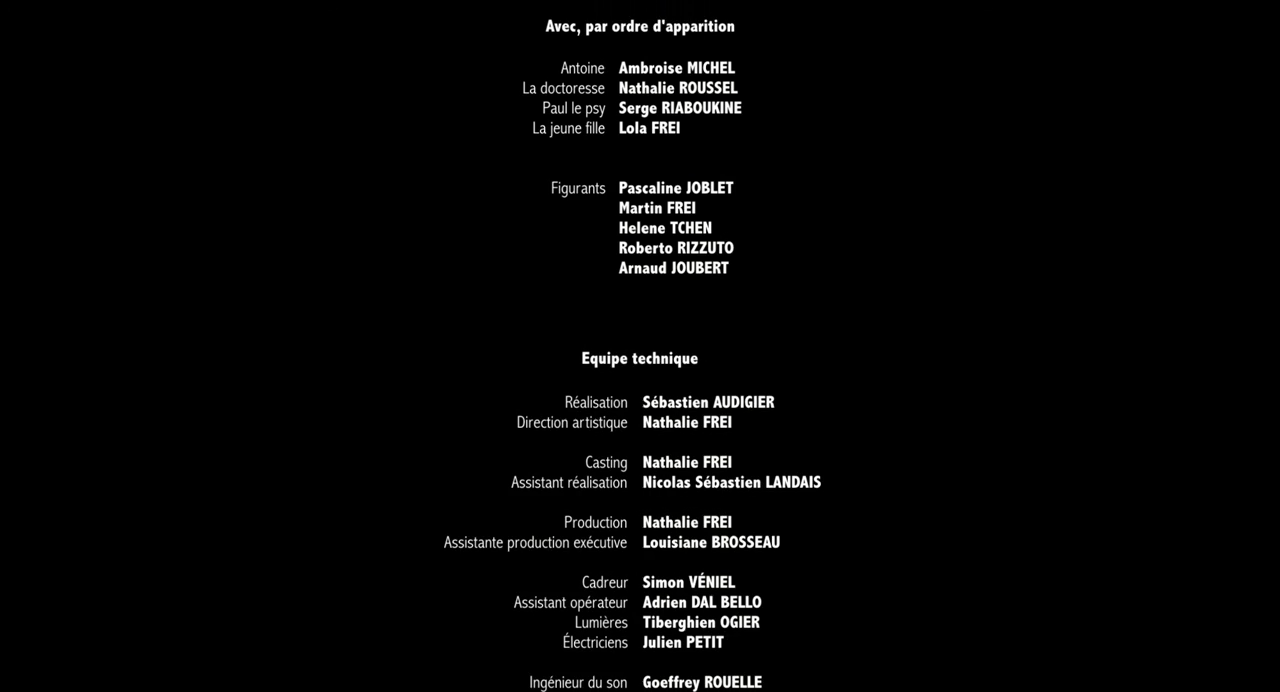 Avec, par ordre d'apparition
Antoine Ambroise MICHEL
La doctoresse Nathalie ROUSSEL
Paul le psy Serge RIABOUKINE
La jeune fille Lola FREI
Figurants Pascaline JOBLET
Martin FREI
Helene TCHEN
Roberto RIZZUTO
Arnaud JOUBERT
Equipe technique
Réalisation Sébastien AUDIGIER
Direction artistique Nathalie FREI
Casting Nathalie FREI
Assistant réalisation Nicolas Sébastien LANDAIS
Production Nathalie FREI
Assistante production exécutive Louisiane BROSSEAU
Cadreur Simon VÉNIEL
Assistant opérateur Adrien DAL BELLO
Lumières Tiberghien OGIER
Électriciens Julien PETIT
Ingénieur du son Goeffrey ROUELLE